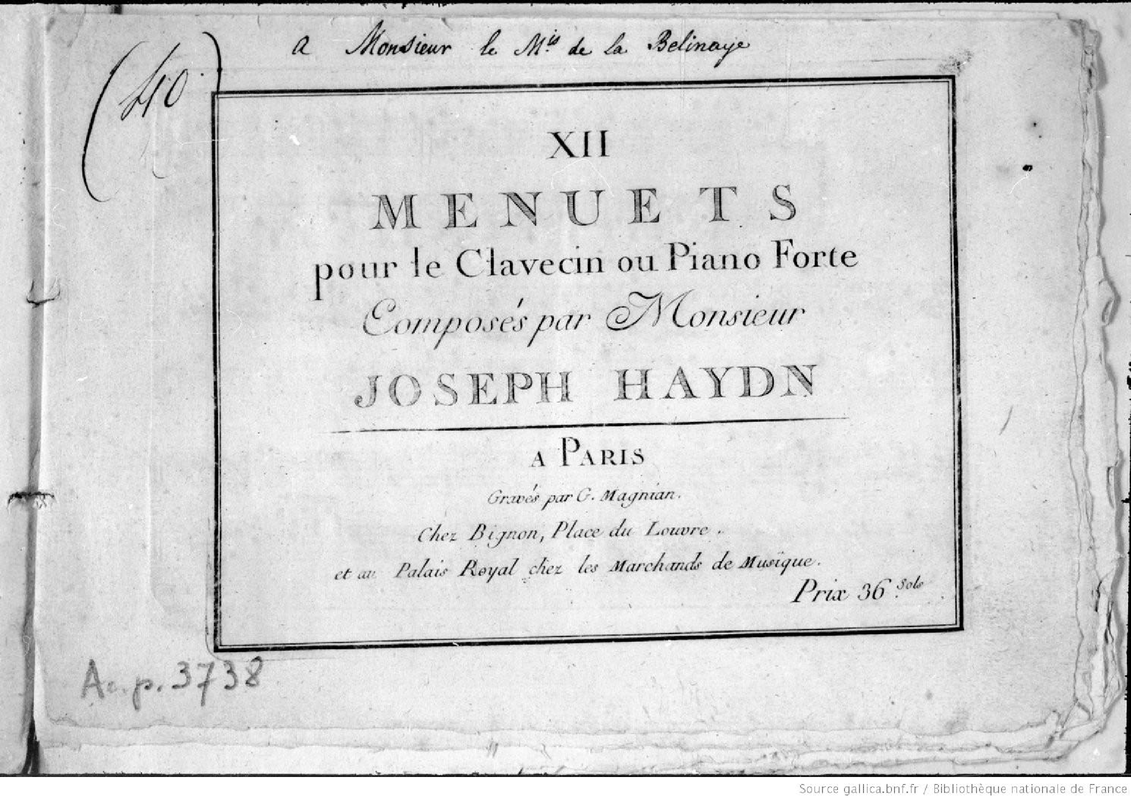 a Monsieur le Mis de la Belinaye
(40)
XII
MENUETS
pour le Clavecin ou Piano Forte
Composés par Monsieur
JOSEPH HAYDN
A PARIS
Gravés par G. Magnian.
Chez Bignon, Place du Louvre.
et au Palais Royal chez les Marchands de Musique.
Prix 36 Sols
Ac. p. 3738
Source gallica.bnf.fr / Bibliothèque nationale de France